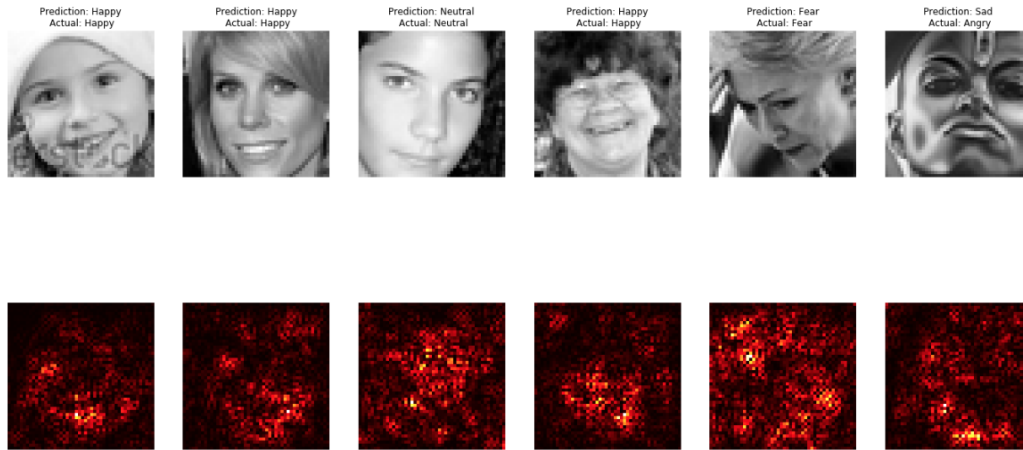 Prediction: Happy
Actual: Happy
Prediction: Happy
Actual: Happy
Prediction: Neutral
Actual: Neutral
Prediction: Happy
Actual: Happy
Prediction: Fear
Actual: Fear
Prediction: Sad
Actual: Angry